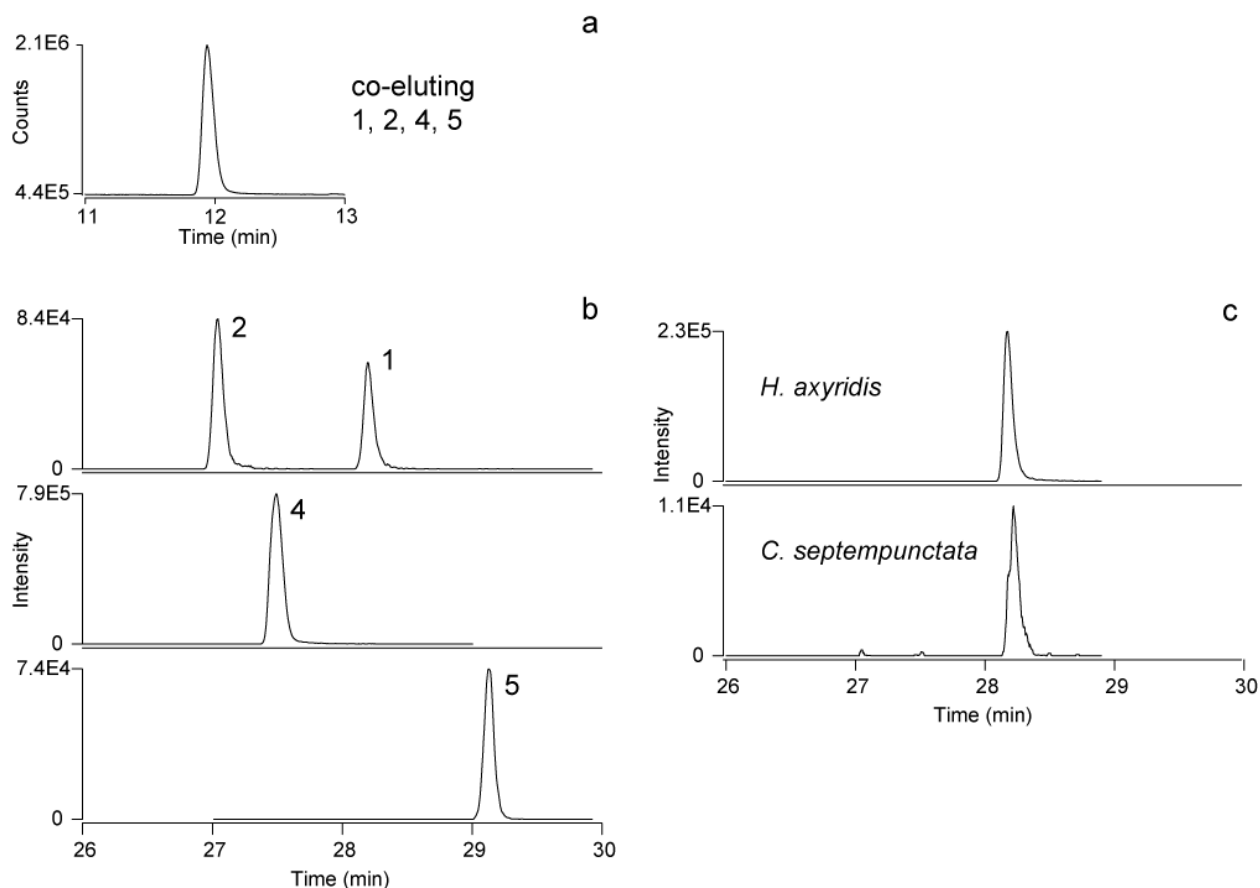 a
2.1E6
Counts
4.4E5
co-eluting
1, 2, 4, 5
11 12 13
Time (min)
b
8.4E4
2
1
0
7.9E5
4
Intensity
0
7.4E4
5
0
26 27 28 29 30
Time (min)
c
2.3E5
H. axyridis
Intensity
0
1.1E4
C. septempunctata
0
26 27 28 29 30
Time (min)